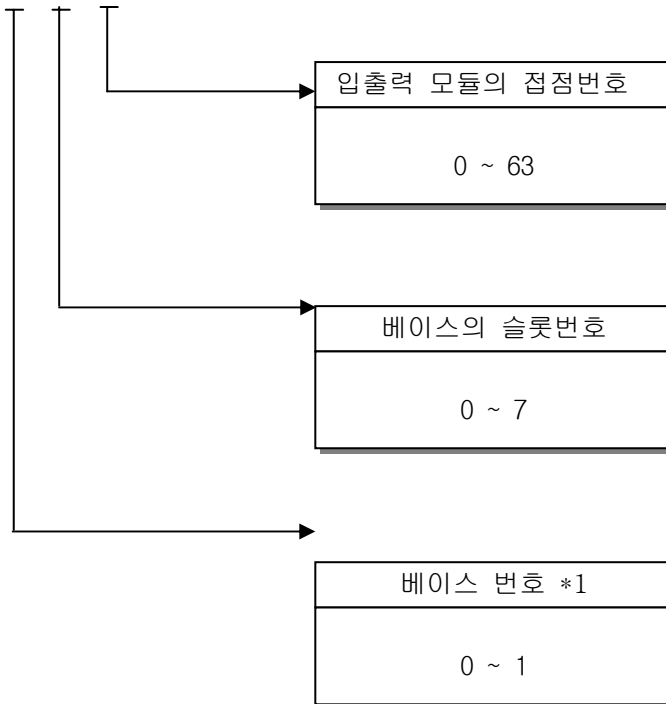 입출력 모듈의 접점번호
0 ~ 63
베이스의 슬롯번호
0 ~ 7
베이스 번호 *1
0 ~ 1